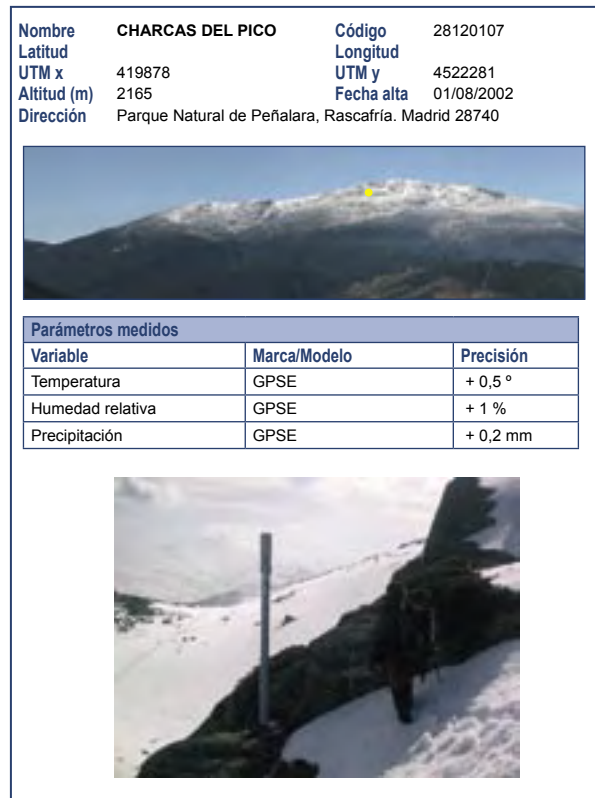 Nombre CHARCAS DEL PICO Código 28120107
Latitud Longitud
UTM x 419878 UTM y 4522281
Altitud (m) 2165 Fecha alta 01/08/2002
Dirección Parque Natural de Peñalara, Rascafría. Madrid 28740
Parámetros medidos
Variable Marca/Modelo Precisión
Temperatura GPSE + 0,5 º
Humedad relativa GPSE + 1 %
Precipitación GPSE + 0,2 mm